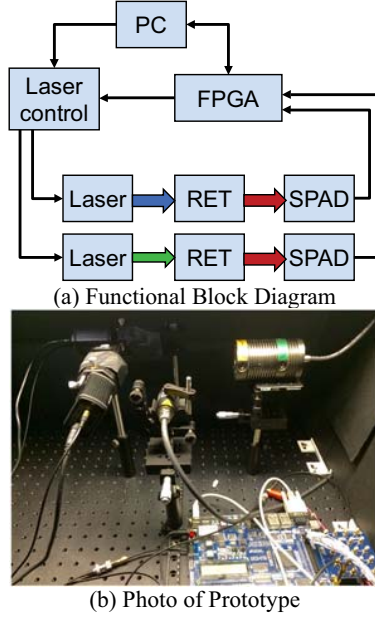 PC
Laser
control
FPGA
Laser
RET
SPAD
Laser
RET
SPAD
(a) Functional Block Diagram
(b) Photo of Prototype